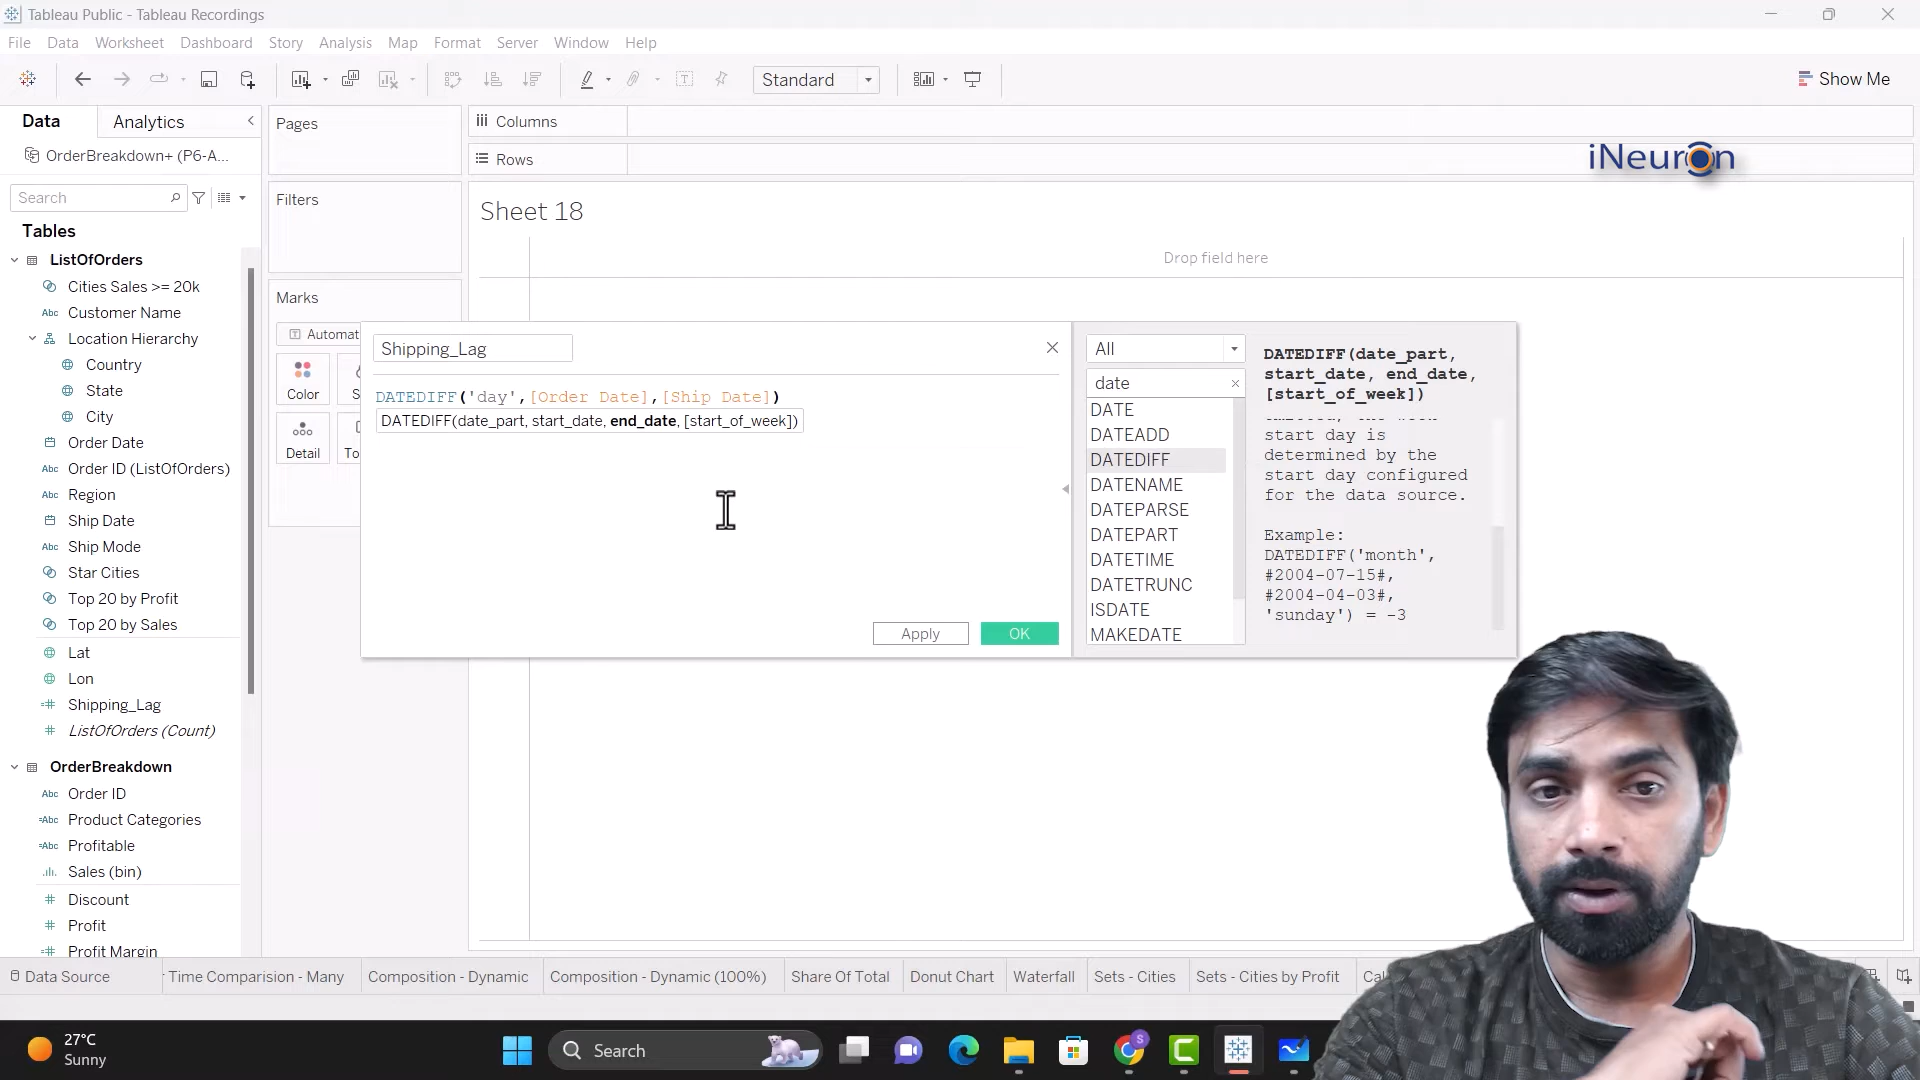 Tableau Public - Tableau Recordings
File Data Worksheet Dashboard Story Analysis Map Format Server Window Help
Standard
Show Me
Data Analytics
OrderBreakdown+ (P6-A...
Search
Tables
ListOfOrders
Cities Sales >= 20k
Customer Name
Location Hierarchy
Country
State
City
Order Date
Order ID (ListOfOrders)
Region
Ship Date
Ship Mode
Star Cities
Top 20 by Profit
Top 20 by Sales
Lat
Lon
Shipping_Lag
ListOfOrders (Count)
OrderBreakdown
Order ID
Product Categories
Profitable
Sales (bin)
Discount
Profit
Profit Margin
Pages
Filters
Marks
Automat
Color
Detail
Columns
Rows
iNeuron
Sheet 18
Drop field here
Shipping_Lag
DATEDIFF('day',[Order Date],[Ship Date])
DATEDIFF(date_part, start_date, end_date, [start_of_week])
Apply OK
All
date
DATE
DATEADD
DATEDIFF
DATENAME
DATEPARSE
DATEPART
DATETIME
DATETRUNC
ISDATE
MAKEDATE
DATEDIFF(date_part,
start_date, end_date,
[start_of_week])
start day is
determined by the
start day configured
for the data source.
Example:
DATEDIFF('month',
#2004-07-15#,
#2004-04-03#,
'sunday') = -3
Data Source Time Comparision - Many Composition - Dynamic Composition - Dynamic (100%) Share Of Total Donut Chart Waterfall Sets - Cities Sets - Cities by Profit
27°C
Sunny
Search